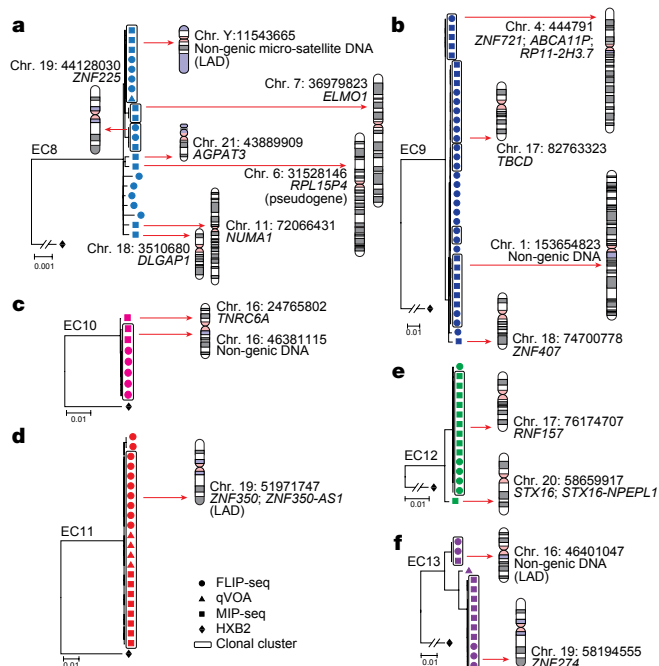 a
Chr. Y:11543665
Non-genic micro-satellite DNA
(LAD)
Chr. 19: 44128030
ZNF225
Chr. 7: 36979823
ELMO1
EC8
Chr. 21: 43889909
AGPAT3
Chr. 6: 31528146
RPL15P4
(pseudogene)
Chr. 11: 72066431
NUMA1
Chr. 18: 3510680
DLGAP1
0.001
b
Chr. 4: 444791
ZNF721; ABCA11P;
RP11-2H3.7
EC9
Chr. 17: 82763323
TBCD
Chr. 1: 153654823
Non-genic DNA
Chr. 18: 74700778
ZNF407
0.01
c
EC10
Chr. 16: 24765802
TNRC6A
Chr. 16: 46381115
Non-genic DNA
0.01
d
EC11
Chr. 19: 51971747
ZNF350; ZNF350-AS1
(LAD)
0.01
FLIP-seq
qVOA
MIP-seq
HXB2
Clonal cluster
e
EC12
Chr. 17: 76174707
RNF157
Chr. 20: 58659917
STX16; STX16-NPEPL1
0.01
f
EC13
Chr. 16: 46401047
Non-genic DNA
(LAD)
Chr. 19: 58194555
ZNF274
0.01